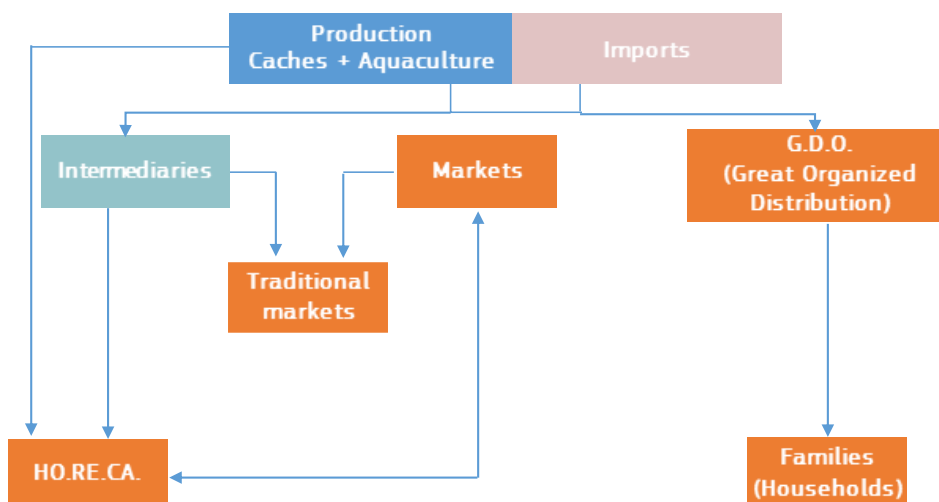 Production
Caches + Aquaculture
Imports
Intermediaries
Markets
G.D.O.
(Great Organized
Distribution)
Traditional
markets
HO.RE.CA.
Families
(Households)